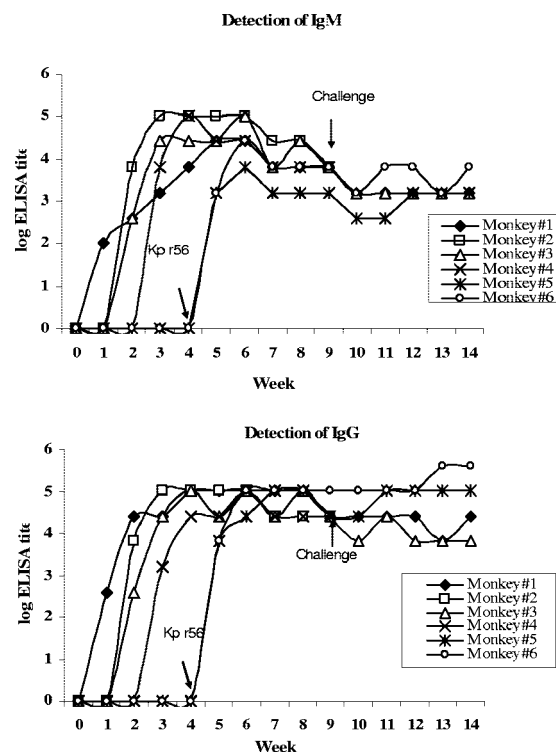 Detection of IgM
log ELISA tite
6
5
4
3
2
1
0
Challenge
Kp r56
Monkey#1
Monkey#2
Monkey#3
Monkey#4
Monkey#5
Monkey#6
0 1 2 3 4 5 6 7 8 9 10 11 12 13 14
Week
Detection of IgG
log ELISA tite
6
5
4
3
2
1
0
Challenge
Kp r56
Monkey#1
Monkey#2
Monkey#3
Monkey#4
Monkey#5
Monkey#6
0 1 2 3 4 5 6 7 8 9 10 11 12 13 14
Week